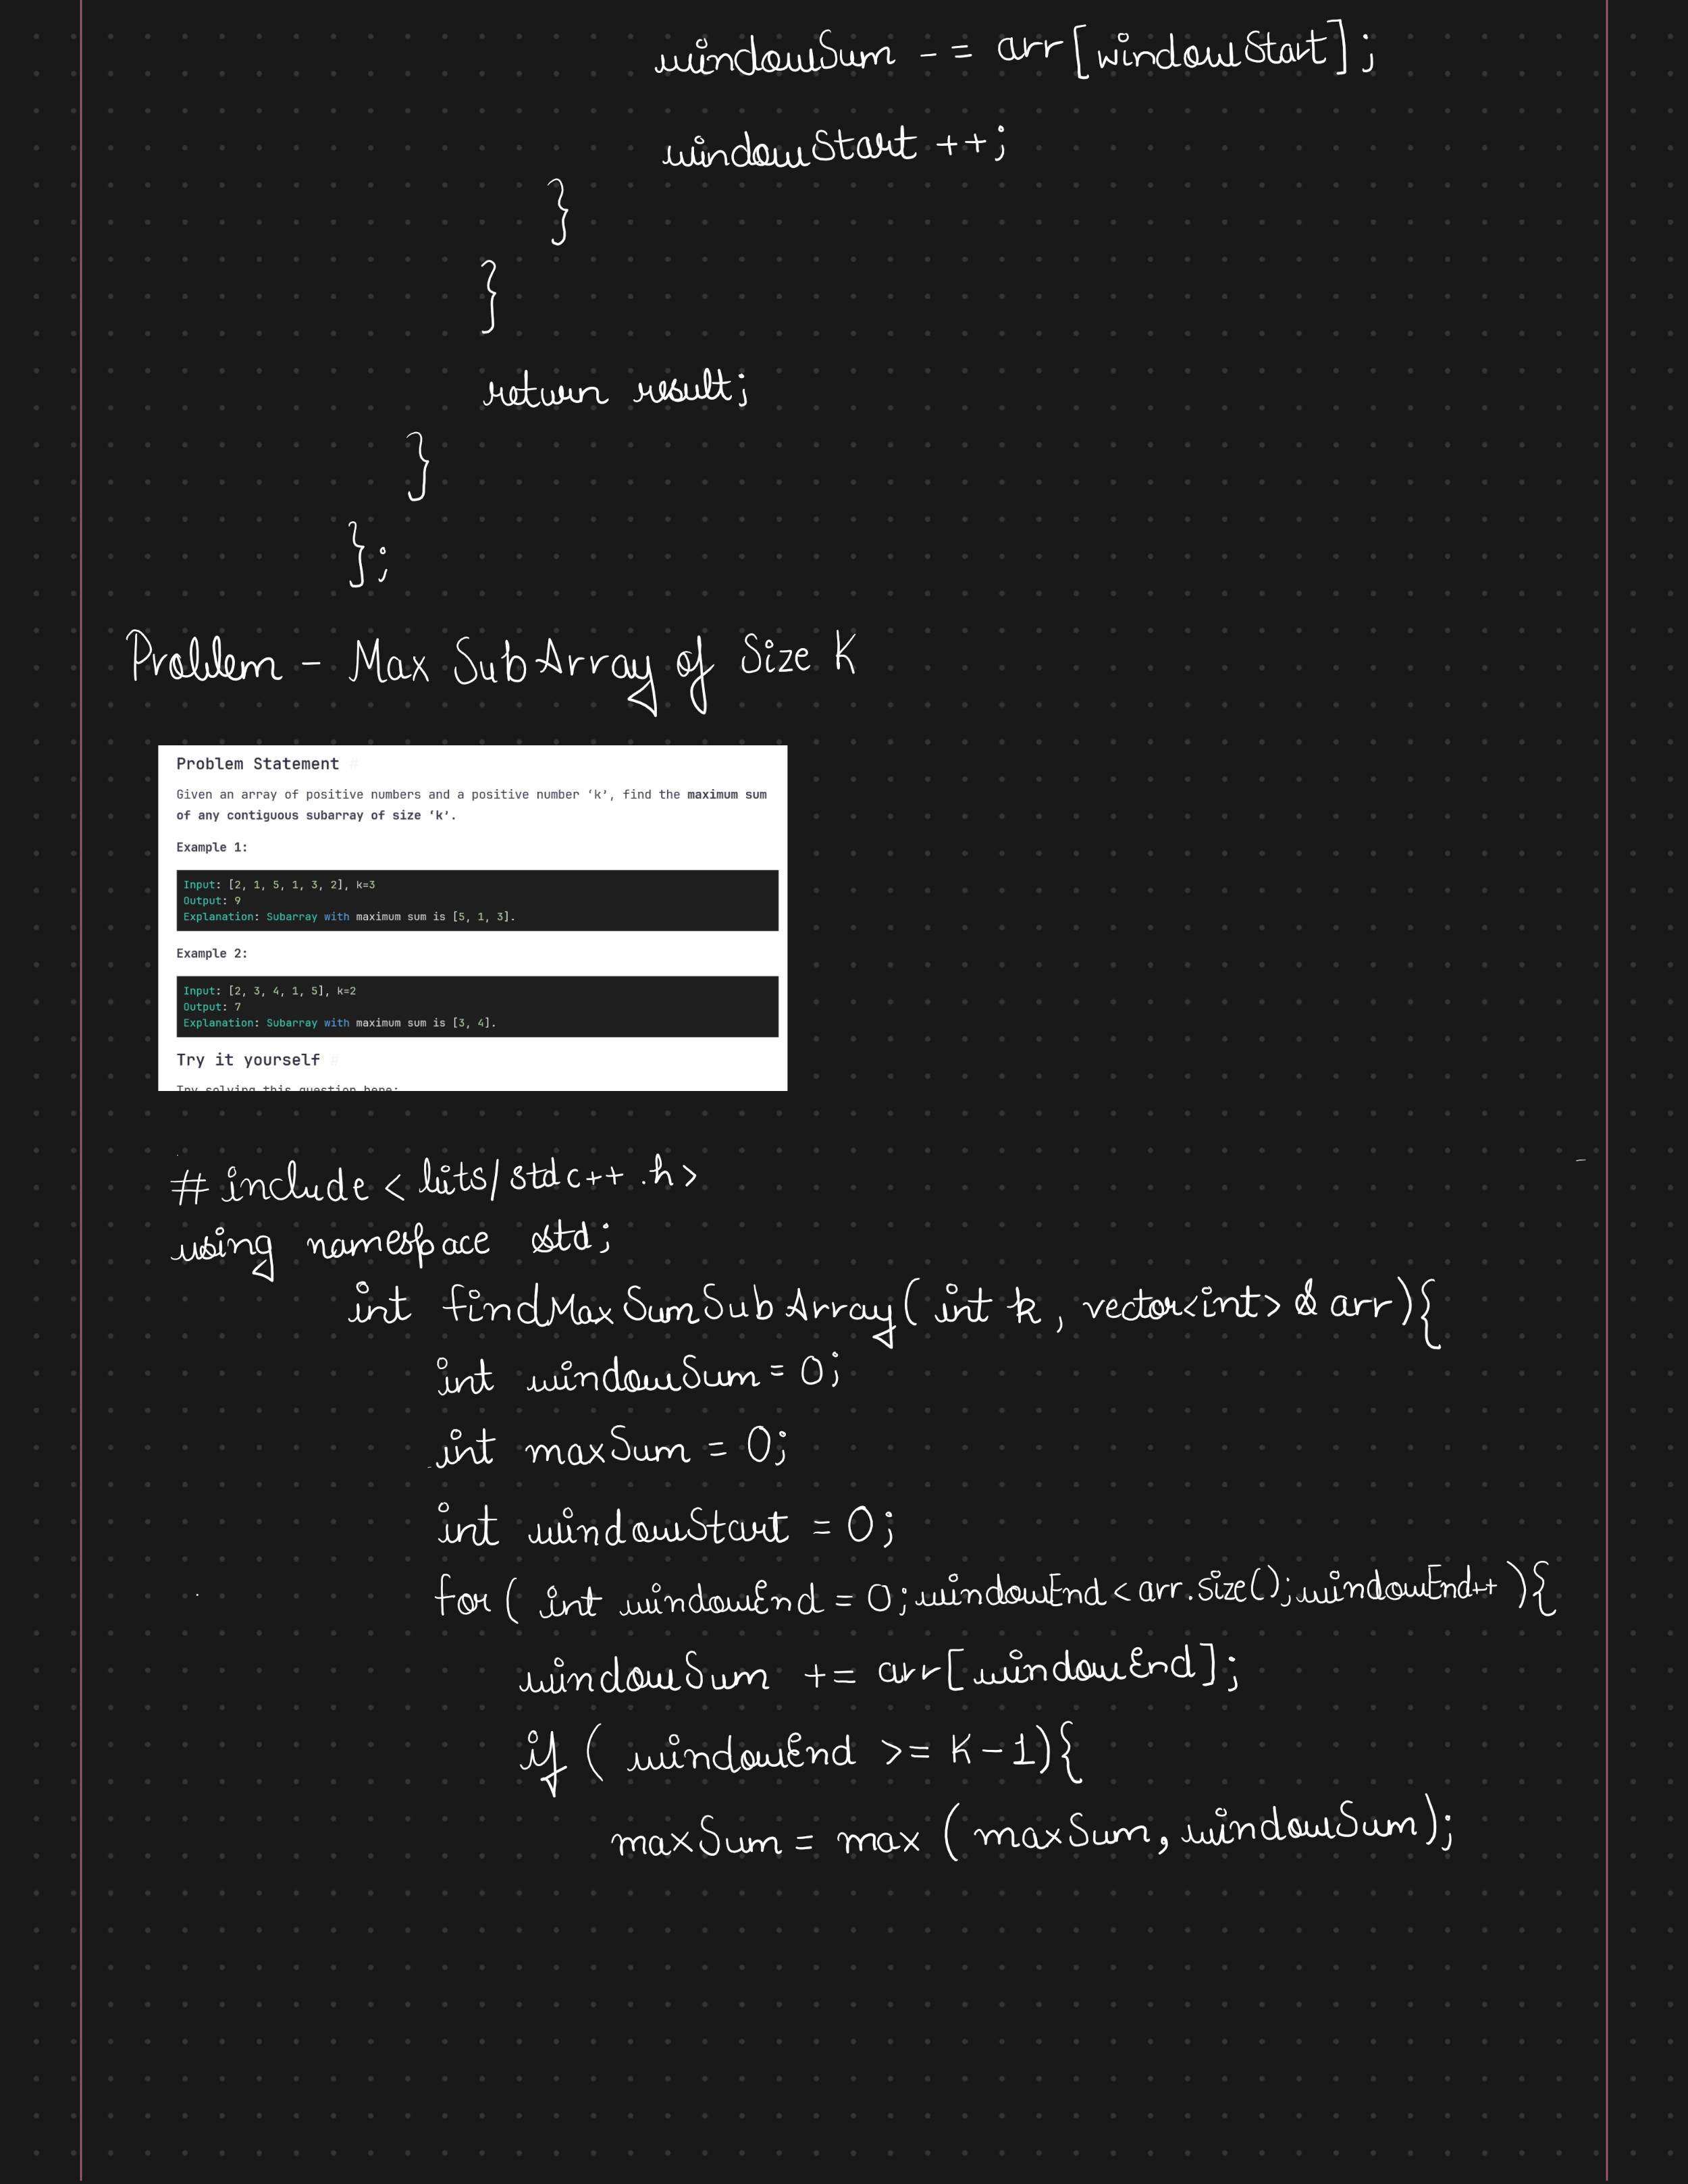 windowSum -= arr[windowStart];
windowStart ++;
}
}
return result;
}
};
Problem - Max SubArray of Size K
Problem Statement #
Given an array of positive numbers and a positive number ‘k’, find the maximum sum
of any contiguous subarray of size ‘k’.
Example 1:
Input: [2, 1, 5, 1, 3, 2], k=3
Output: 9
Explanation: Subarray with maximum sum is [5, 1, 3].
Example 2:
Input: [2, 3, 4, 1, 5], k=2
Output: 7
Explanation: Subarray with maximum sum is [3, 4].
Try it yourself #
Try solving this question here:
# include < bits/stdc++.h>
using namespace std;
int findMaxSumSubArray( int k, vector<int> & arr){
int windowSum = 0;
int maxSum = 0;
int windowStart = 0;
for ( int windowEnd = 0; windowEnd < arr.size(); windowEnd++ ){
windowSum += arr[windowEnd];
if ( windowEnd >= K-1){
maxSum = max ( maxSum, windowSum);